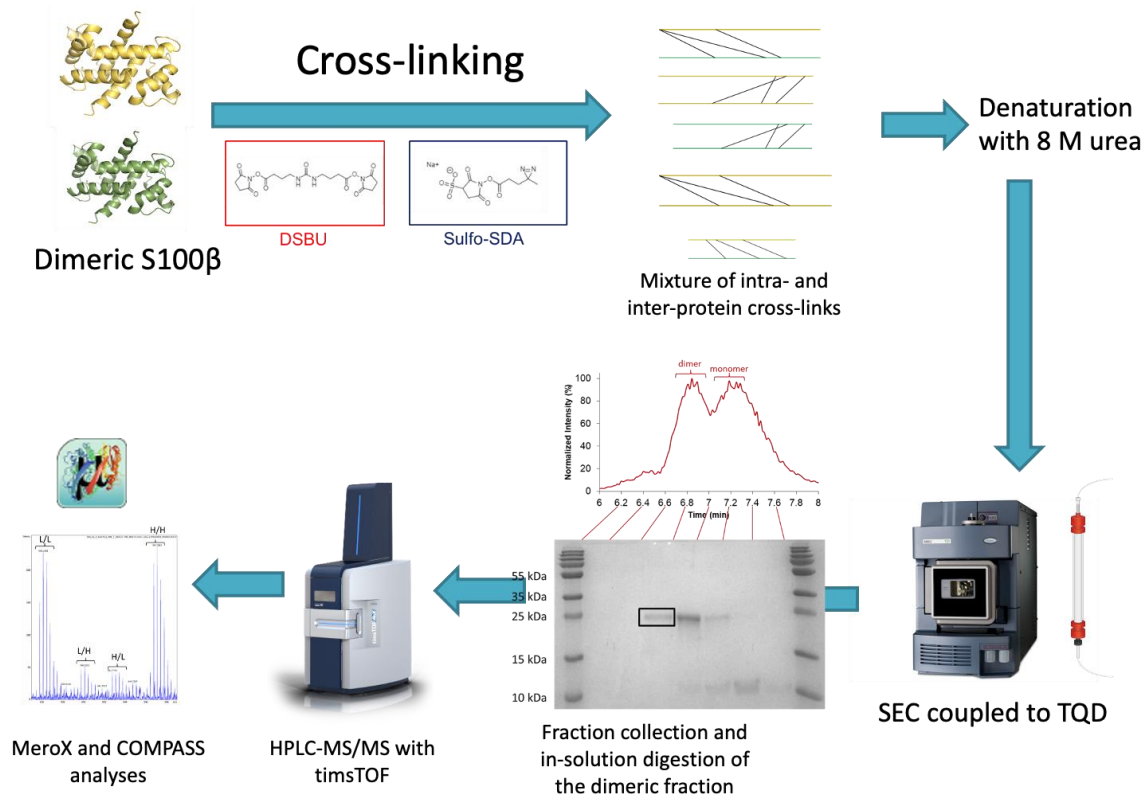 Cross-linking
Dimeric S100β
DSBU
Sulfo-SDA
Na⁺
Mixture of intra- and
inter-protein cross-links
Denaturation
with 8 M urea
SEC coupled to TQD
dimer
monomer
Normalized Intensity (%)
100
80
60
40
20
0
6 6.2 6.4 6.6 6.8 7 7.2 7.4 7.6 7.8 8
Time (min)
55 kDa
35 kDa
25 kDa
15 kDa
10 kDa
Fraction collection and
in-solution digestion of
the dimeric fraction
timsTOF
HPLC-MS/MS with
timsTOF
L/L
H/H
L/H
H/L
MeroX and COMPASS
analyses